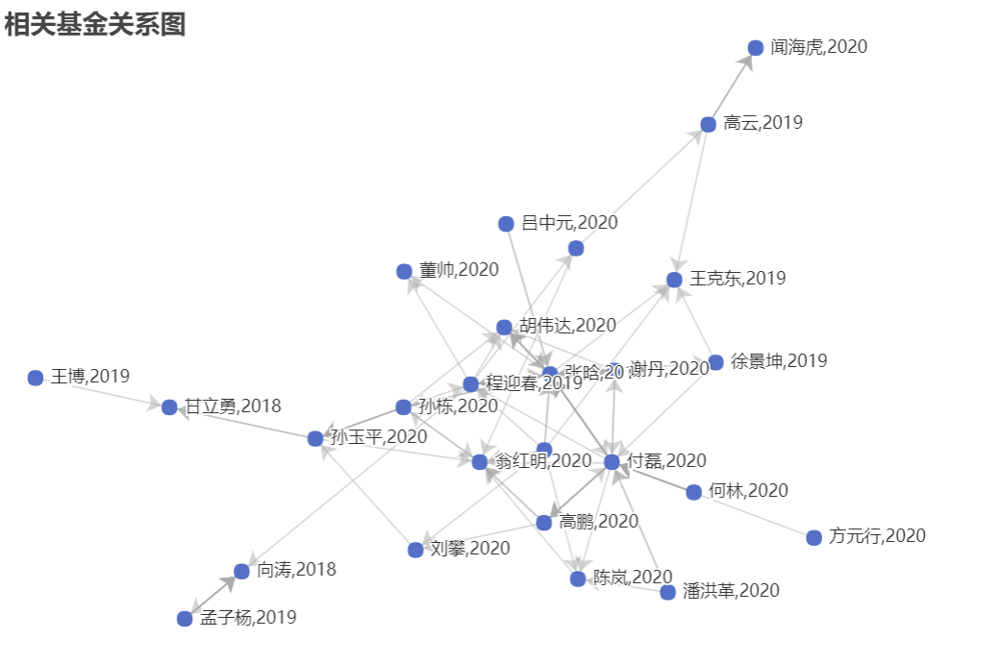 相关基金关系图
闻海虎,2020
高云,2019
吕中元,2020
董帅,2020
王克东,2019
胡伟达,2020
徐景坤,2019
张晗,201
谢丹,2020
王博,2019
程迎春,2019
甘立勇,2018
孙栋,2020
孙玉平,2020
翁红明,2020
付磊,2020
何林,2020
高鹏,2020
方元行,2020
刘攀,2020
向涛,2018
陈岚,2020
潘洪革,2020
孟子杨,2019